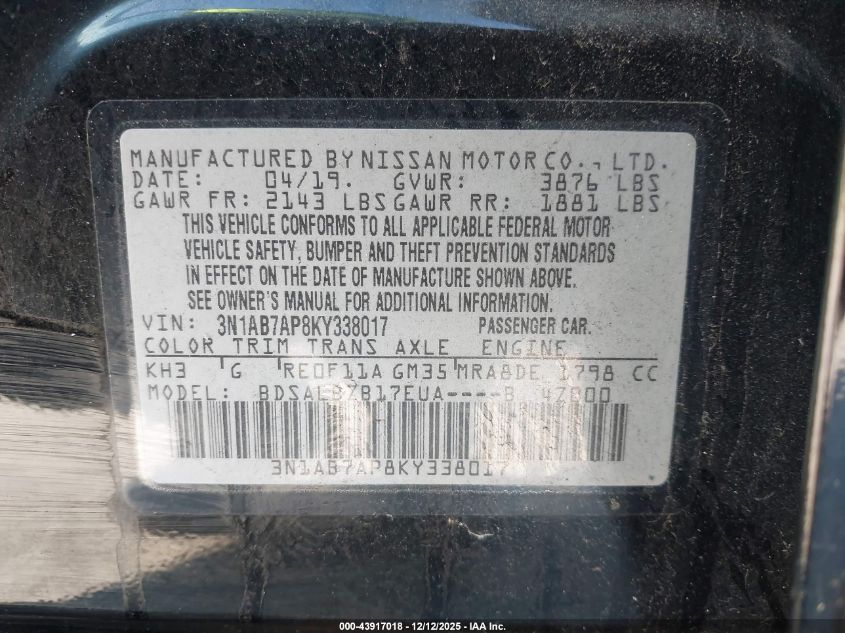 MANUFACTURED BY NISSAN MOTOR CO., LTD.
DATE: 04/19. GVWR: 3876 LBS
GAWR FR: 2143 LBS GAWR RR: 1881 LBS
THIS VEHICLE CONFORMS TO ALL APPLICABLE FEDERAL MOTOR
VEHICLE SAFETY, BUMPER AND THEFT PREVENTION STANDARDS
IN EFFECT ON THE DATE OF MANUFACTURE SHOWN ABOVE.
SEE OWNER'S MANUAL FOR ADDITIONAL INFORMATION.
VIN: 3N1AB7AP8KY338017 PASSENGER CAR.
COLOR TRIM TRANS AXLE ENGINE
KH3 G RE0F11A GM35 MRA8DE 1798 CC
MODEL:
3N1AB7AP8KY338017
000-43917018 - 12/12/2025 - IAA Inc.